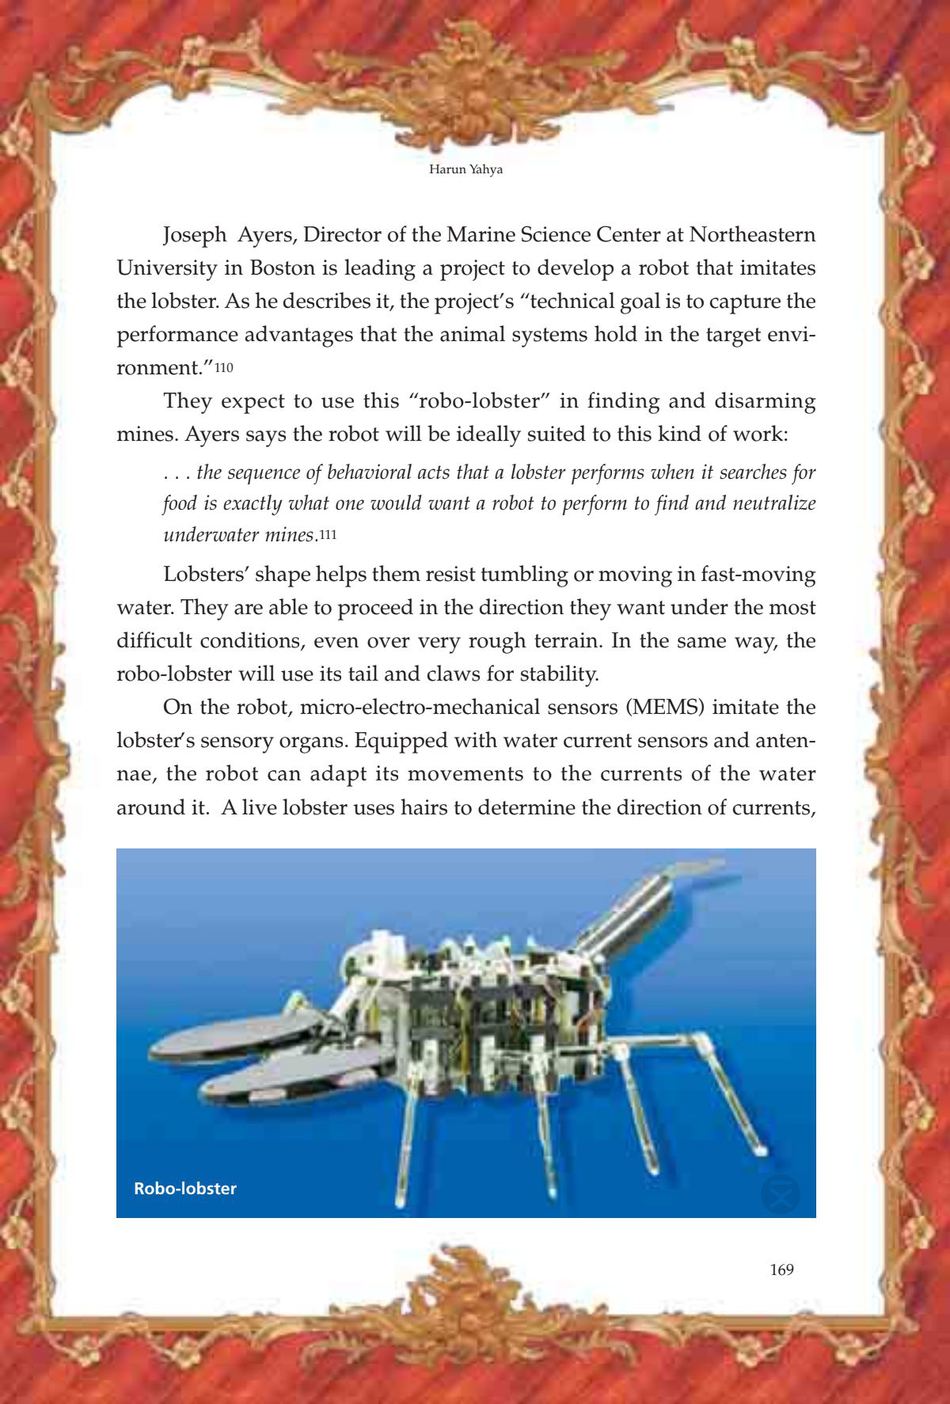 Harun Yahya
Joseph Ayers, Director of the Marine Science Center at Northeastern
University in Boston is leading a project to develop a robot that imitates
the lobster. As he describes it, the project’s “technical goal is to capture the
performance advantages that the animal systems hold in the target envi-
ronment.”110
They expect to use this “robo-lobster” in finding and disarming
mines. Ayers says the robot will be ideally suited to this kind of work:
. . . the sequence of behavioral acts that a lobster performs when it searches for
food is exactly what one would want a robot to perform to find and neutralize
underwater mines.111
Lobsters’ shape helps them resist tumbling or moving in fast-moving
water. They are able to proceed in the direction they want under the most
difficult conditions, even over very rough terrain. In the same way, the
robo-lobster will use its tail and claws for stability.
On the robot, micro-electro-mechanical sensors (MEMS) imitate the
lobster’s sensory organs. Equipped with water current sensors and anten-
nae, the robot can adapt its movements to the currents of the water
around it. A live lobster uses hairs to determine the direction of currents,
Robo-lobster
169